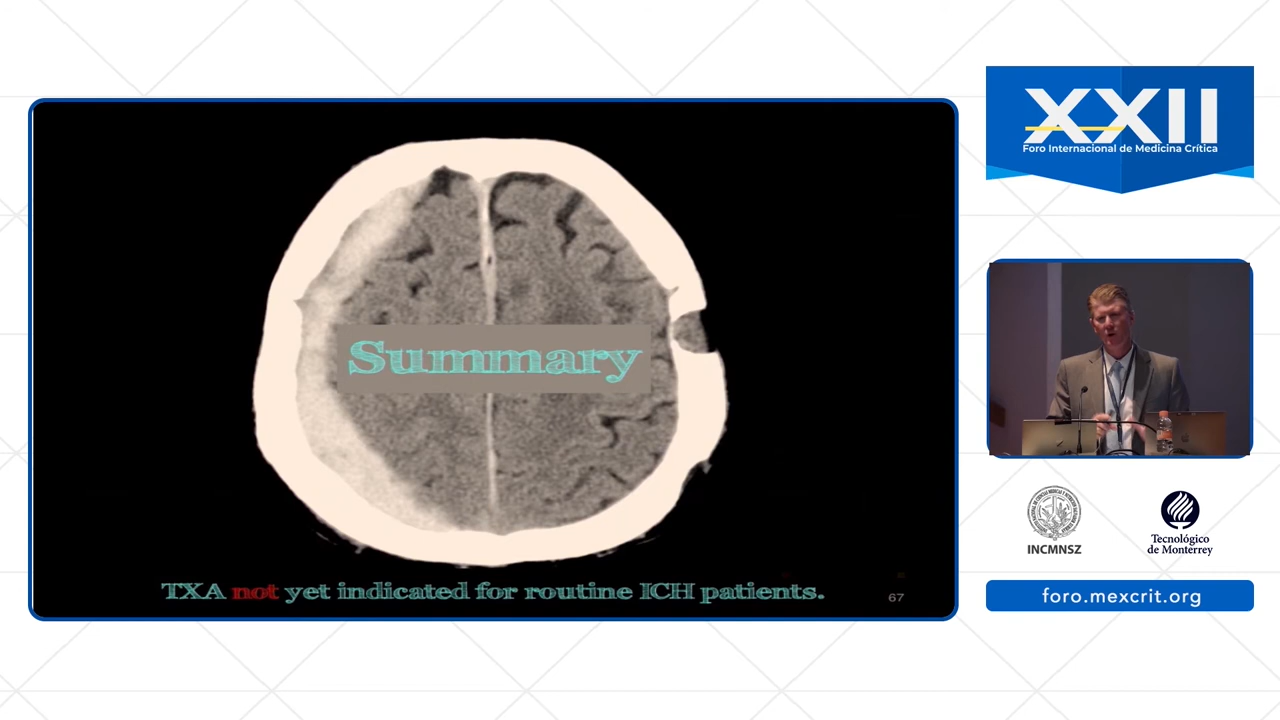 Summary
TXA not yet indicated for routine ICH patients.
67
XXII
Foro Internacional de Medicina Crítica
INCMNSZ
Tecnológico
de Monterrey
foro.mexcrit.org